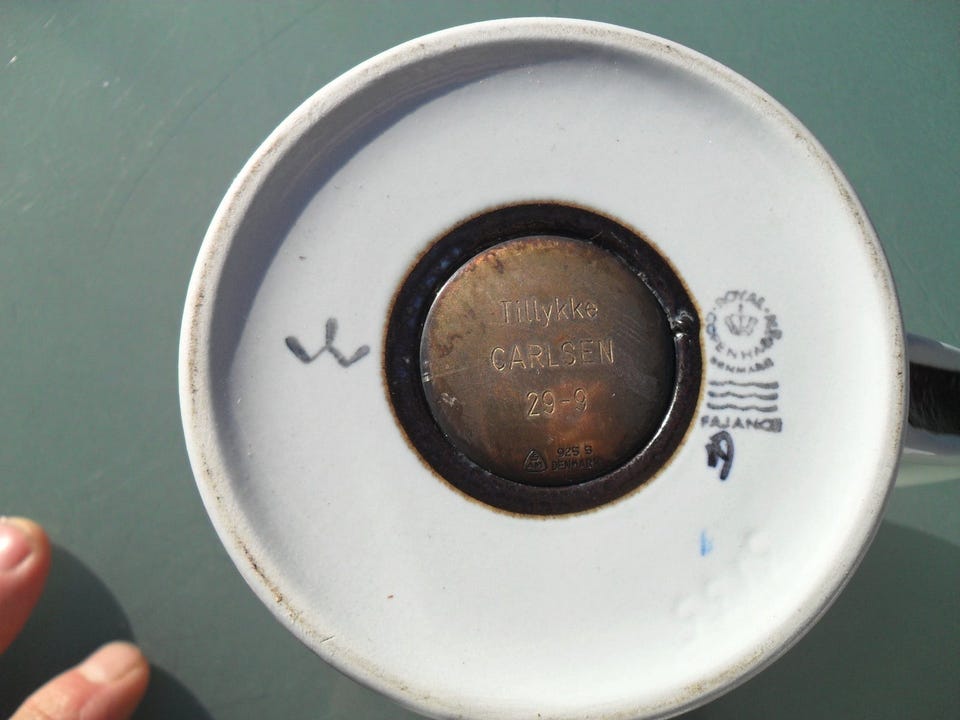 Tillykke
CARLSEN
29-9
925 S
DENMARK
ROYAL
COPENHAGEN
DENMARK
FAJANCE